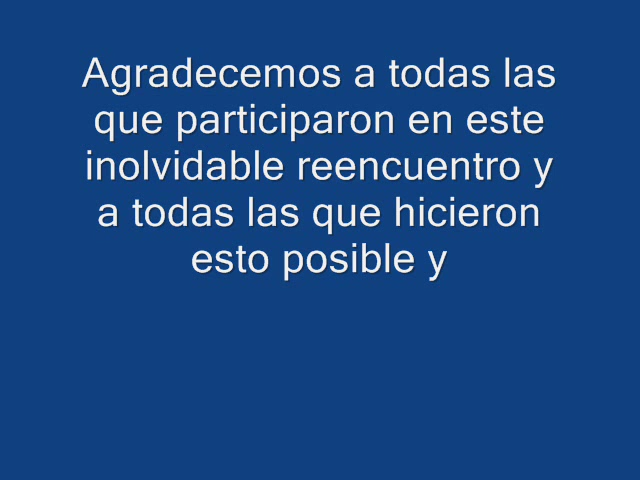 Agradecemos a todas las
que participaron en este
inolvidable reencuentro y
a todas las que hicieron
esto posible y